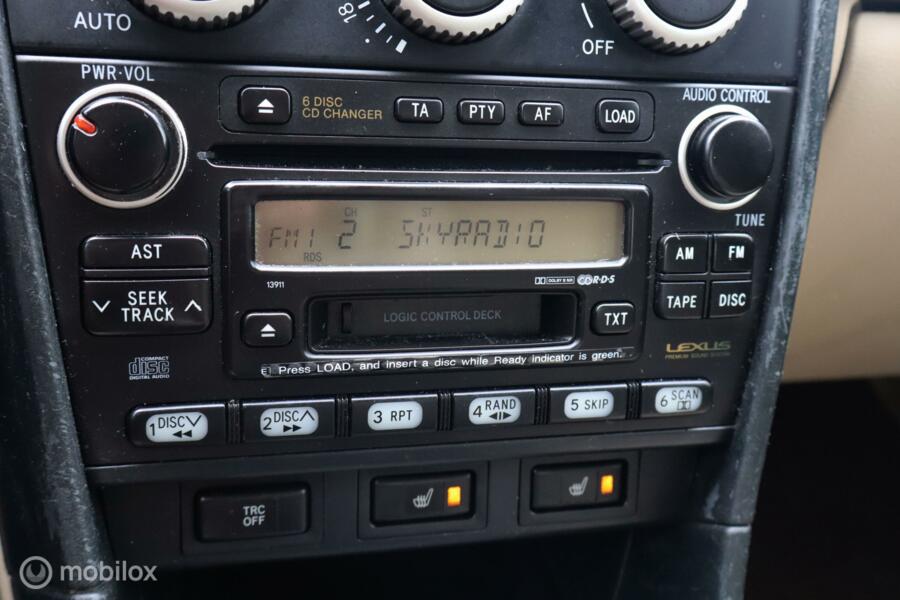 AUTO
18
OFF
PWR·VOL
6 DISC
CD CHANGER
TA
PTY
AF
LOAD
AUDIO CONTROL
TUNE
CH
ST
FM1 2 SKYRADIO
RDS
AST
SEEK
TRACK
AM
FM
TAPE
DISC
13911
DOLBY B NR
R·D·S
LOGIC CONTROL DECK
TXT
LEXUS
PREMIUM SOUND SYSTEM
COMPACT
disc
DIGITAL AUDIO
Press LOAD, and insert a disc while Ready indicator is green.
1 DISC
2 DISC
3 RPT
4 RAND
5 SKIP
6 SCAN
TRC
OFF
mobilox